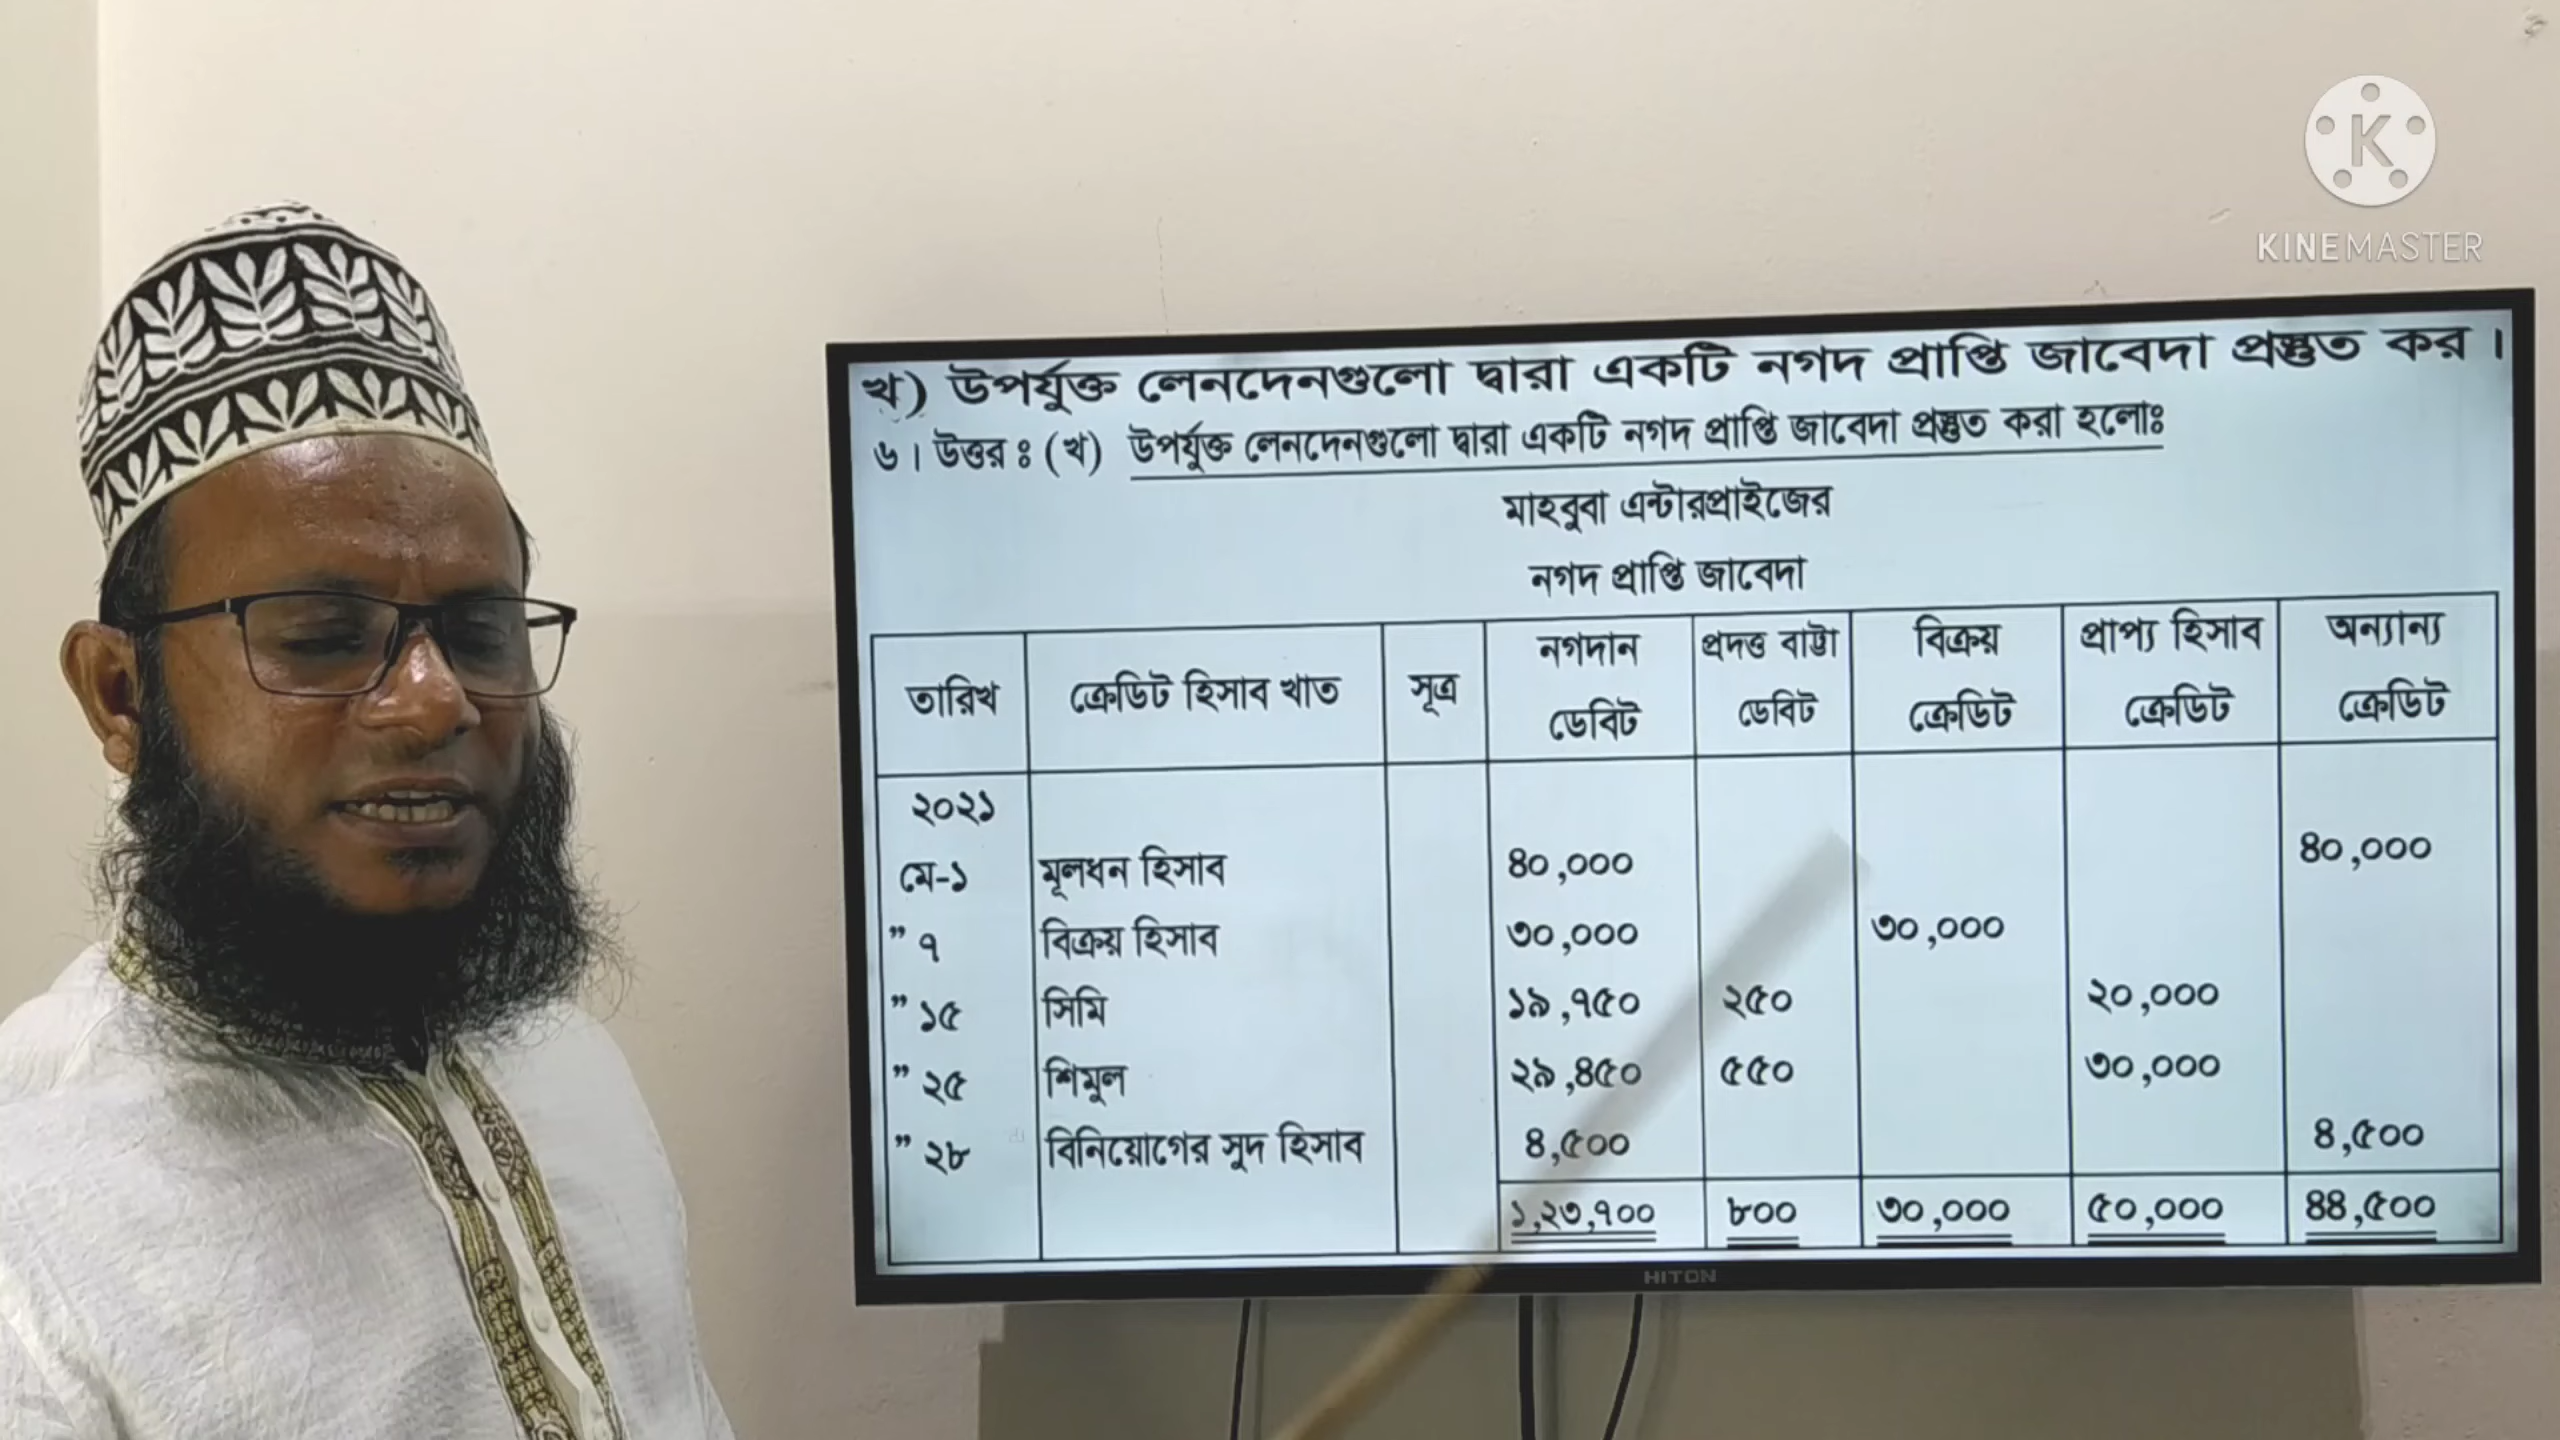 K
KINEMASTER
খ) উপর্যুক্ত লেনদেনগুলো দ্বারা একটি নগদ প্রাপ্তি জাবেদা প্রস্তুত কর ।
৬ । উত্তর ঃ (খ) উপর্যুক্ত লেনদেনগুলো দ্বারা একটি নগদ প্রাপ্তি জাবেদা প্রস্তুত করা হলোঃ
মাহবুবা এন্টারপ্রাইজের
নগদ প্রাপ্তি জাবেদা
তারিখ ক্রেডিট হিসাব খাত সূত্র নগদান ডেবিট প্রদত্ত বাট্টা ডেবিট বিক্রয় ক্রেডিট প্রাপ্য হিসাব ক্রেডিট অন্যান্য ক্রেডিট
২০২১
মে-১ মূলধন হিসাব ৪০,০০০ ৪০,০০০
” ৭ বিক্রয় হিসাব ৩০,০০০ ৩০,০০০
” ১৫ সিমি ১৯,৭৫০ ২৫০ ২০,০০০
” ২৫ শিমুল ২৯,৪৫০ ৫৫০ ৩০,০০০
” ২৮ বিনিয়োগের সুদ হিসাব ৪,৫০০ ৪,৫০০
১,২৩,৭০০ ৮০০ ৩০,০০০ ৫০,০০০ ৪৪,৫০০
HITON